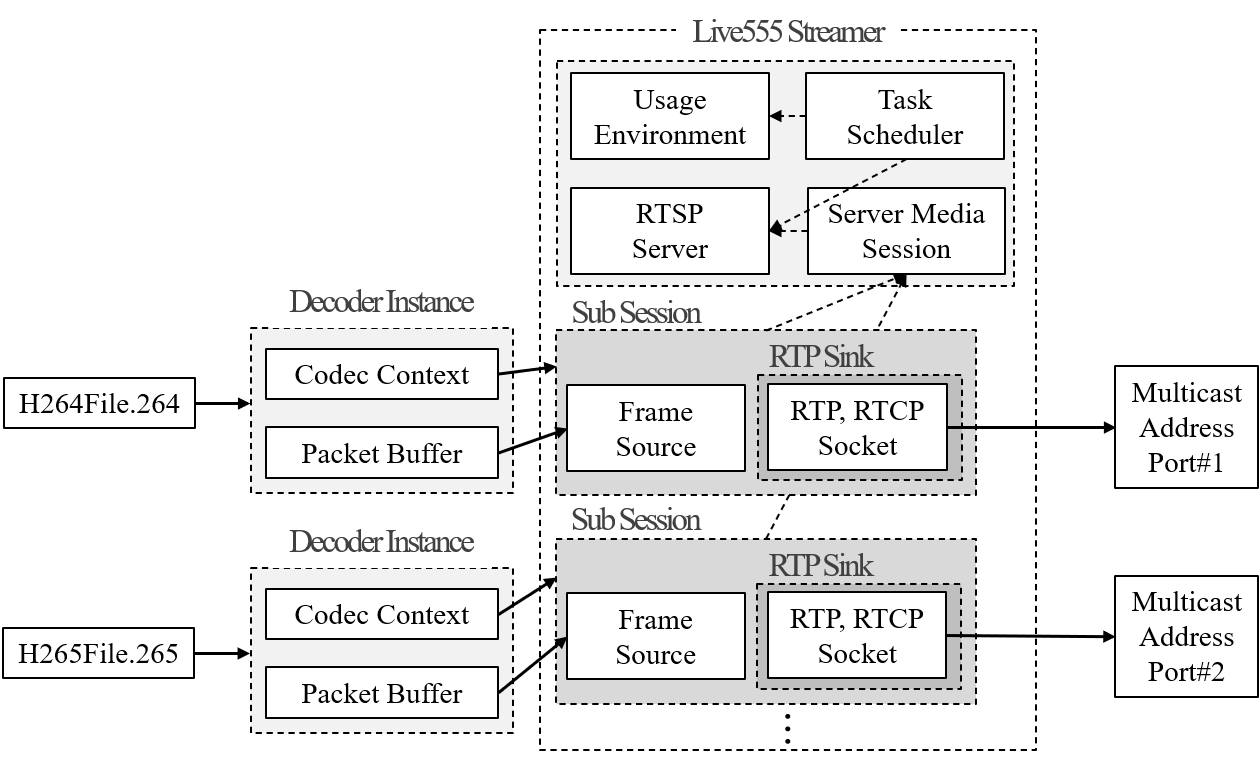 Live555 Streamer
Usage
Environment
Task
Scheduler
RTSP
Server
Server Media
Session
Decoder Instance
Codec Context
Packet Buffer
H264File.264
Sub Session
RTP Sink
Frame
Source
RTP, RTCP
Socket
Multicast
Address
Port#1
Decoder Instance
Codec Context
Packet Buffer
H265File.265
Sub Session
RTP Sink
Frame
Source
RTP, RTCP
Socket
Multicast
Address
Port#2